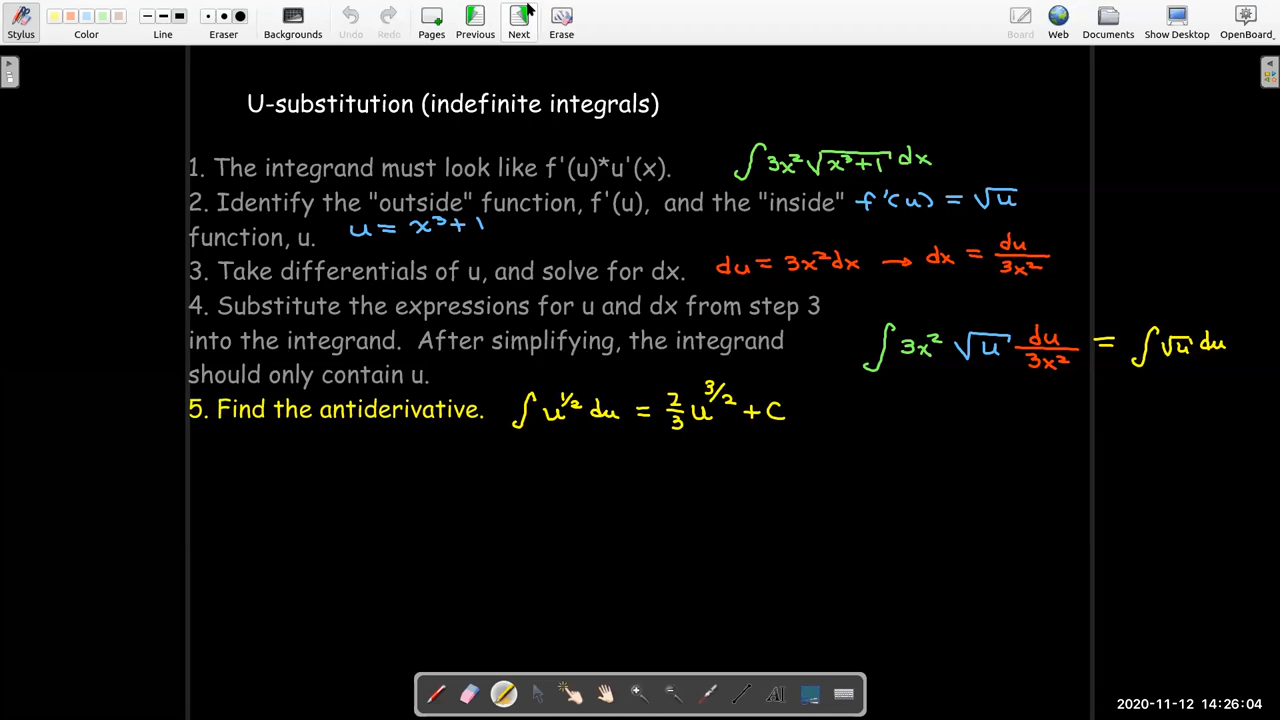 Stylus Color Line Eraser Backgrounds Undo Redo Pages Previous Next Erase Board Web Documents Show Desktop OpenBoard
U-substitution (indefinite integrals)
1. The integrand must look like f'(u)*u'(x). ∫ 3x² √(x³+1) dx
2. Identify the "outside" function, f'(u), and the "inside" f'(u) = √u
function, u. u = x³+1
3. Take differentials of u, and solve for dx. du = 3x²dx → dx = du/3x²
4. Substitute the expressions for u and dx from step 3
into the integrand. After simplifying, the integrand ∫ 3x² √u du/3x² = ∫ √u du
should only contain u.
5. Find the antiderivative. ∫ u^(1/2) du = 2/3 u^(3/2) + C
AI
2020-11-12 14:26:04